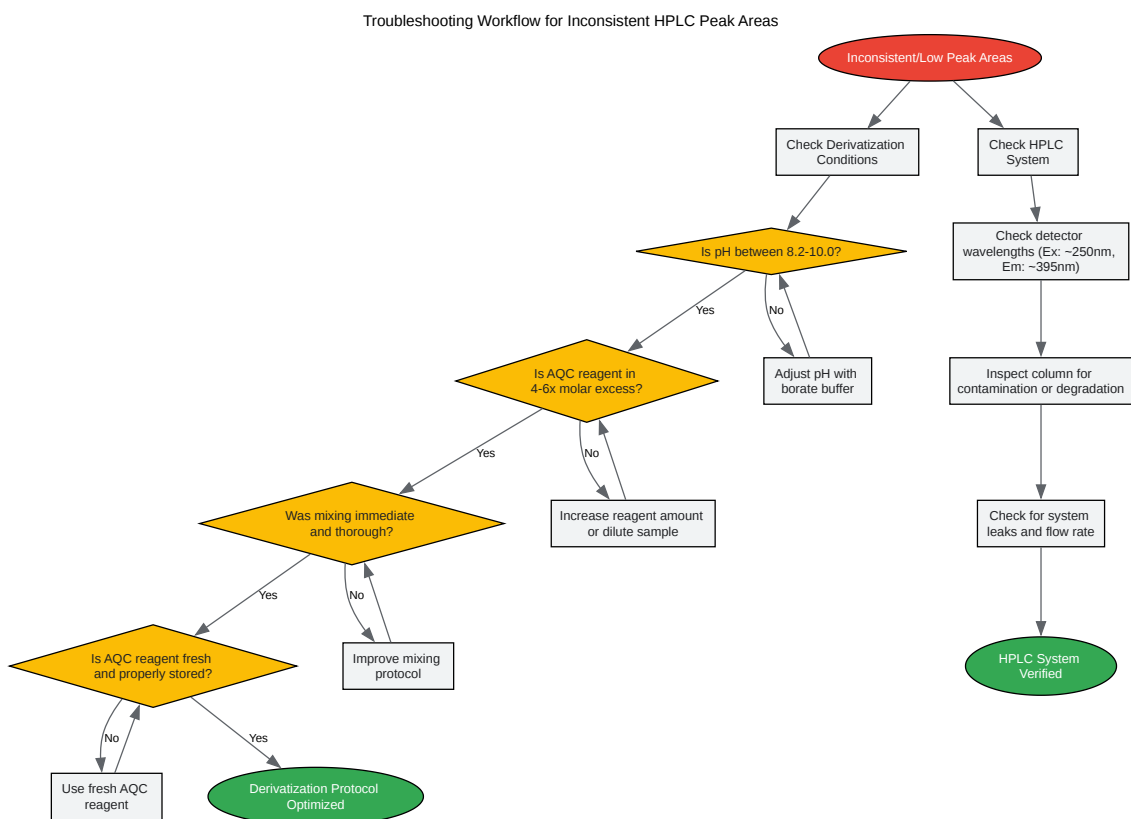 Troubleshooting Workflow for Inconsistent HPLC Peak Areas
Inconsistent/Low Peak Areas
Check Derivatization
Conditions
Check HPLC
System
Is pH between 8.2-10.0?
Check detector
wavelengths (Ex: ~250nm,
Em: ~395nm)
Yes
No
Is AQC reagent in
4-6x molar excess?
Adjust pH with
borate buffer
Inspect column for
contamination or degradation
Yes
No
Was mixing immediate
and thorough?
Increase reagent amount
or dilute sample
Check for system
leaks and flow rate
Yes
No
Is AQC reagent fresh
and properly stored?
Improve mixing
protocol
HPLC System
Verified
No
Yes
Use fresh AQC
reagent
Derivatization Protocol
Optimized